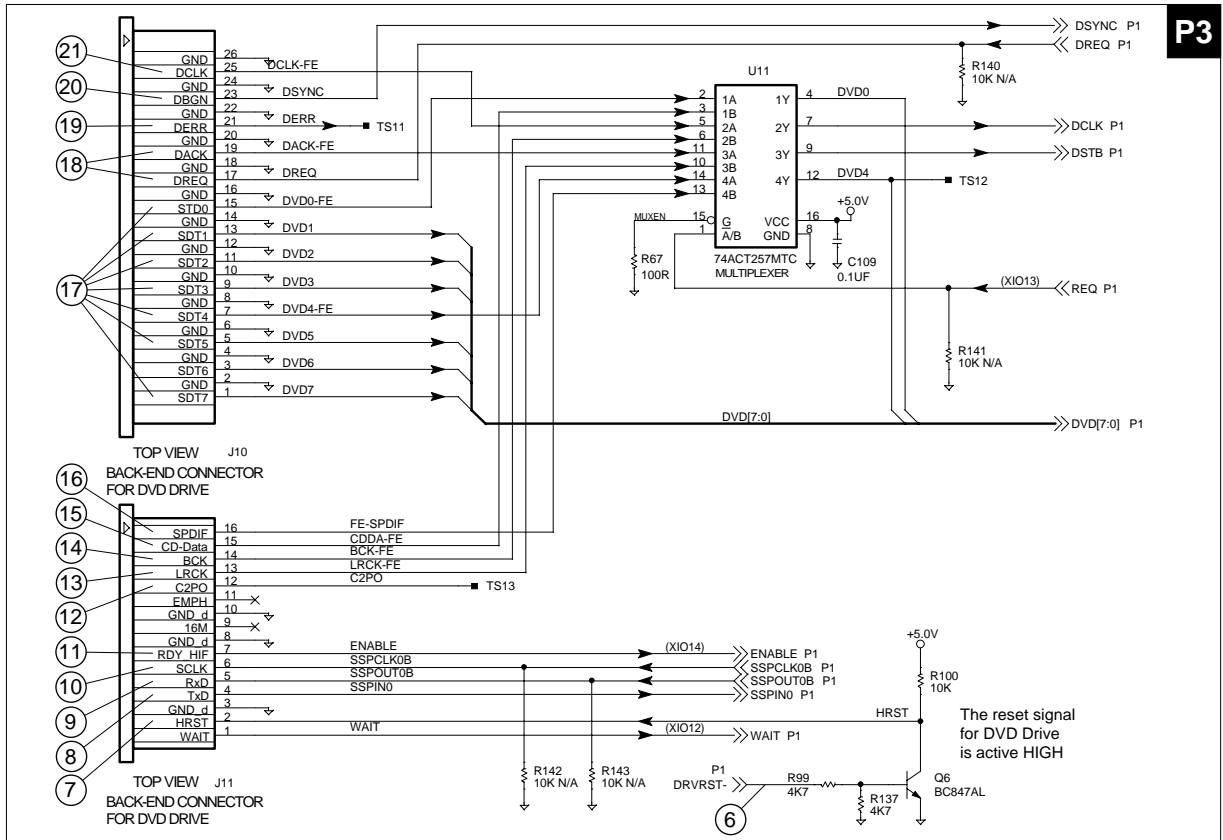 P3
DSYNC P1
DREQ P1
R140
10K N/A
21
GND 26
DCLK 25 DCLK-FE
GND 24
20
DBGN 23 DSYNC
GND 22
19
DERR 21 DERR TS11
GND 20
DACK 19 DACK-FE
18
GND 18
DREQ 17 DREQ
GND 16
STD0 15 DVD0-FE
GND 14
SDT1 13 DVD1
GND 12
SDT2 11 DVD2
GND 10
17
SDT3 9 DVD3
GND 8
SDT4 7 DVD4-FE
GND 6
SDT5 5 DVD5
GND 4
SDT6 3 DVD6
GND 2
SDT7 1 DVD7
TOP VIEW J10
BACK-END CONNECTOR
FOR DVD DRIVE
U11
2 1A 1Y 4 DVD0
3 1B
5 2A 2Y 7 DCLK P1
6 2B
11 3A 3Y 9 DSTB P1
10 3B
14 4A 4Y 12 DVD4 TS12
13 4B
+5.0V
MUXEN 15 G VCC 16
1 A/B GND 8
R67
100R
74ACT257MTC
MULTIPLEXER
C109
0.1UF
(XIO13) REQ P1
R141
10K N/A
DVD[7:0] DVD[7:0] P1
16
SPDIF 16 FE-SPDIF
15
CD-Data 15 CDDA-FE
14
BCK 14 BCK-FE
13
LRCK 13 LRCK-FE
12
C2PO 12 C2PO TS13
EMPH 11
GND_d 10
16M 9
GND_d 8
11
RDY_HIF 7 ENABLE (XIO14) ENABLE P1
10
SCLK 6 SSPCLK0B SSPCLK0B P1
9
RxD 5 SSPOUT0B SSPOUT0B P1
8
TxD 4 SSPIN0 SSPIN0 P1
GND_d 3
7
HRST 2 HRST
WAIT 1 WAIT (XIO12) WAIT P1
TOP VIEW J11
BACK-END CONNECTOR
FOR DVD DRIVE
R142
10K N/A
R143
10K N/A
+5.0V
R100
10K
The reset signal
for DVD Drive
is active HIGH
P1
DRVRST-
6
R99
4K7
R137
4K7
Q6
BC847AL